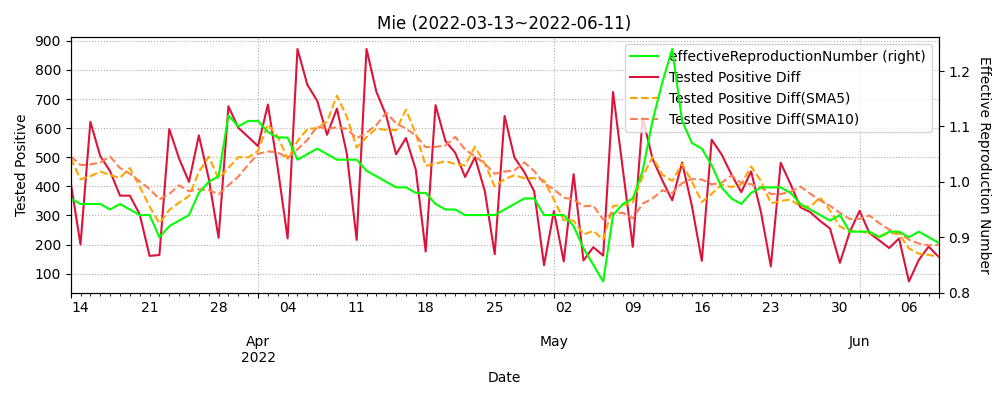 Mie (2022-03-13~2022-06-11)
effectiveReproductionNumber (right)
Tested Positive Diff
Tested Positive Diff(SMA5)
Tested Positive Diff(SMA10)
Tested Positive
900
800
700
600
500
400
300
200
100
Effective Reproduction Number
1.2
1.1
1.0
0.9
0.8
14 21 28 04 11 18 25 02 09 16 23 02 06
Apr May Jun
2022
Date